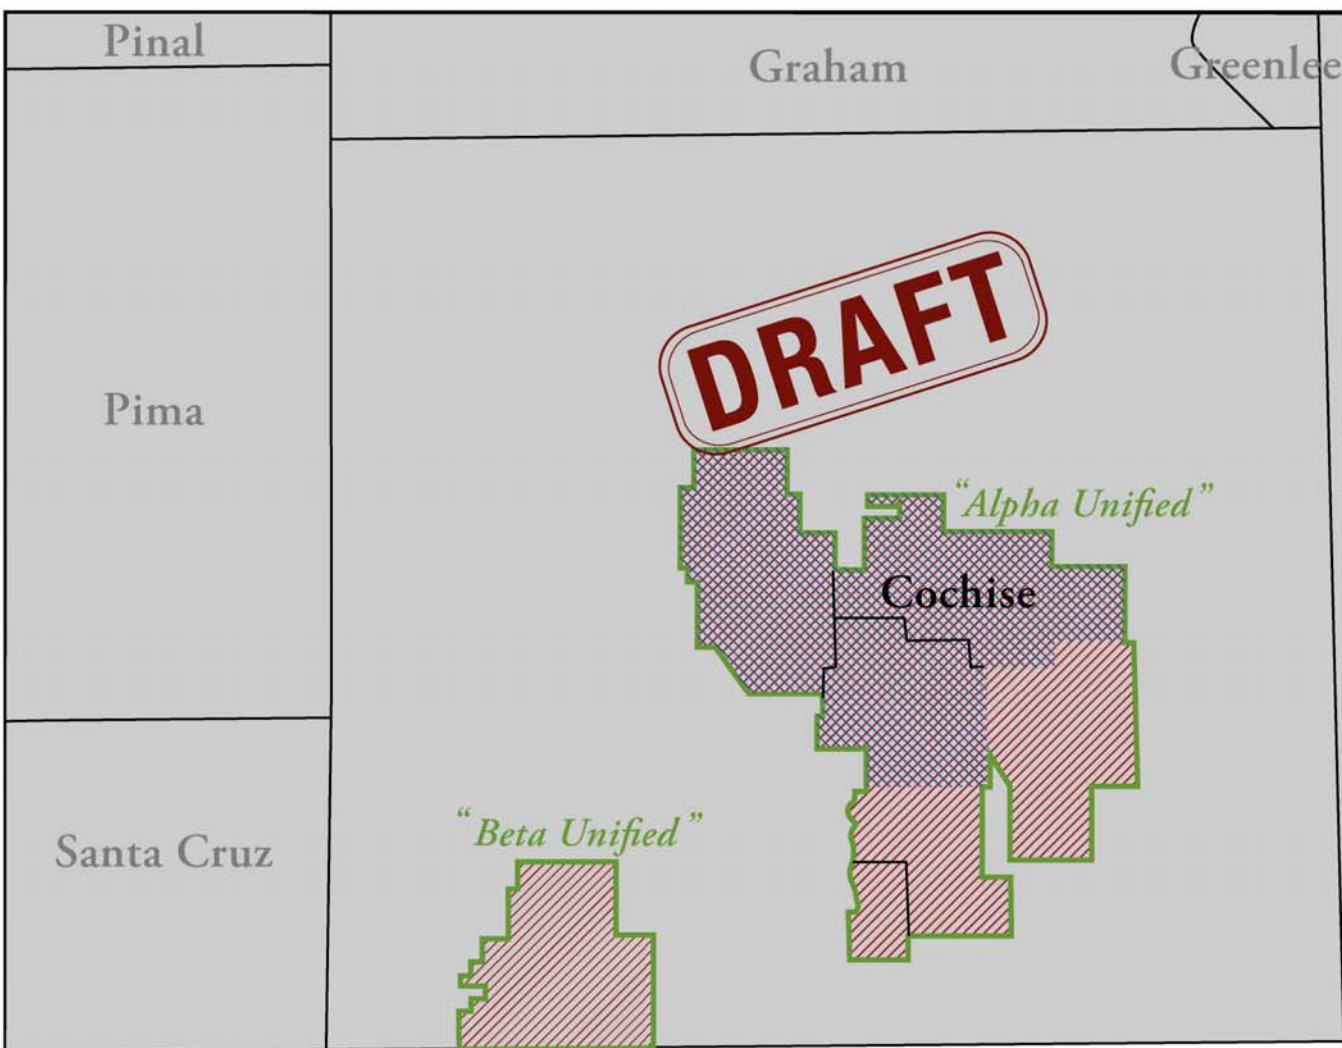 Pinal
Graham
Greenlee
DRAFT
Pima
“Alpha Unified”
Cochise
“Beta Unified”
Santa Cruz